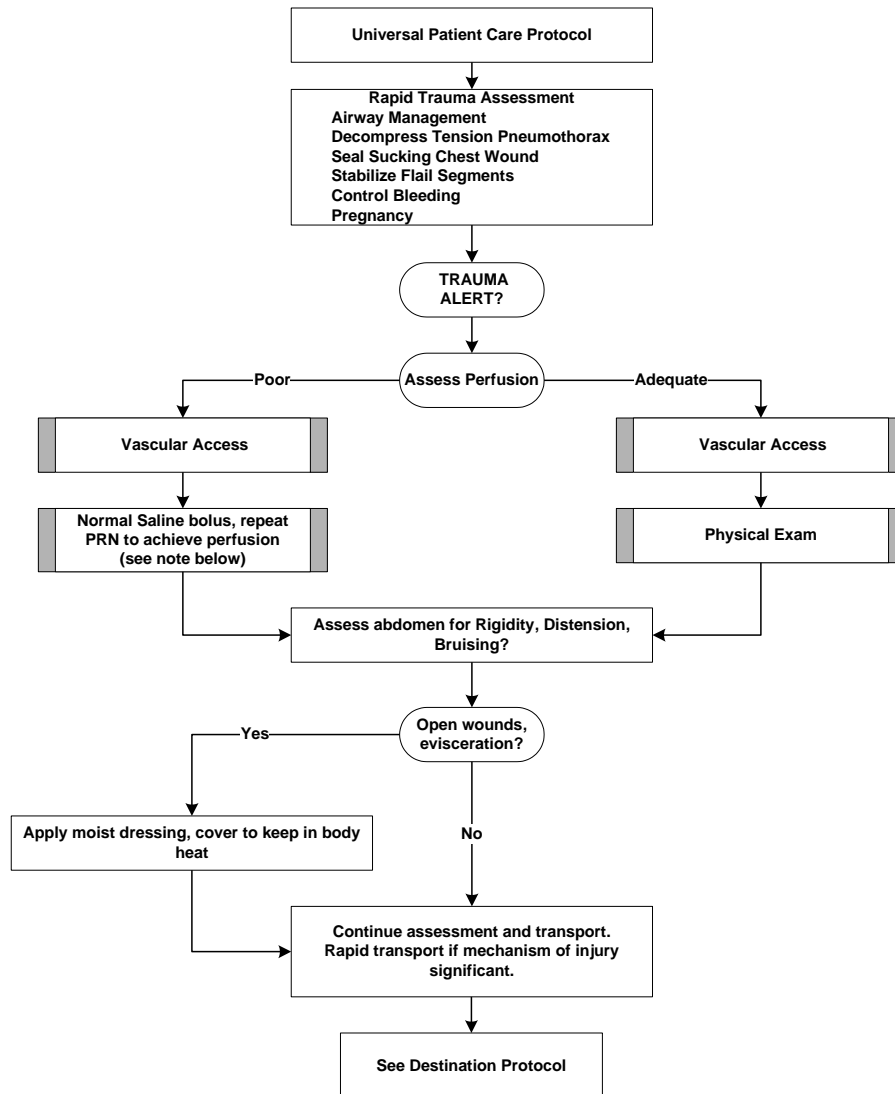 Universal Patient Care Protocol
Rapid Trauma Assessment
Airway Management
Decompress Tension Pneumothorax
Seal Sucking Chest Wound
Stabilize Flail Segments
Control Bleeding
Pregnancy
TRAUMA
ALERT?
Poor
Assess Perfusion
Adequate
Vascular Access
Vascular Access
Normal Saline bolus, repeat
PRN to achieve perfusion
(see note below)
Physical Exam
Assess abdomen for Rigidity, Distension,
Bruising?
Yes
Open wounds,
evisceration?
Apply moist dressing, cover to keep in body
heat
No
Continue assessment and transport.
Rapid transport if mechanism of injury
significant.
See Destination Protocol